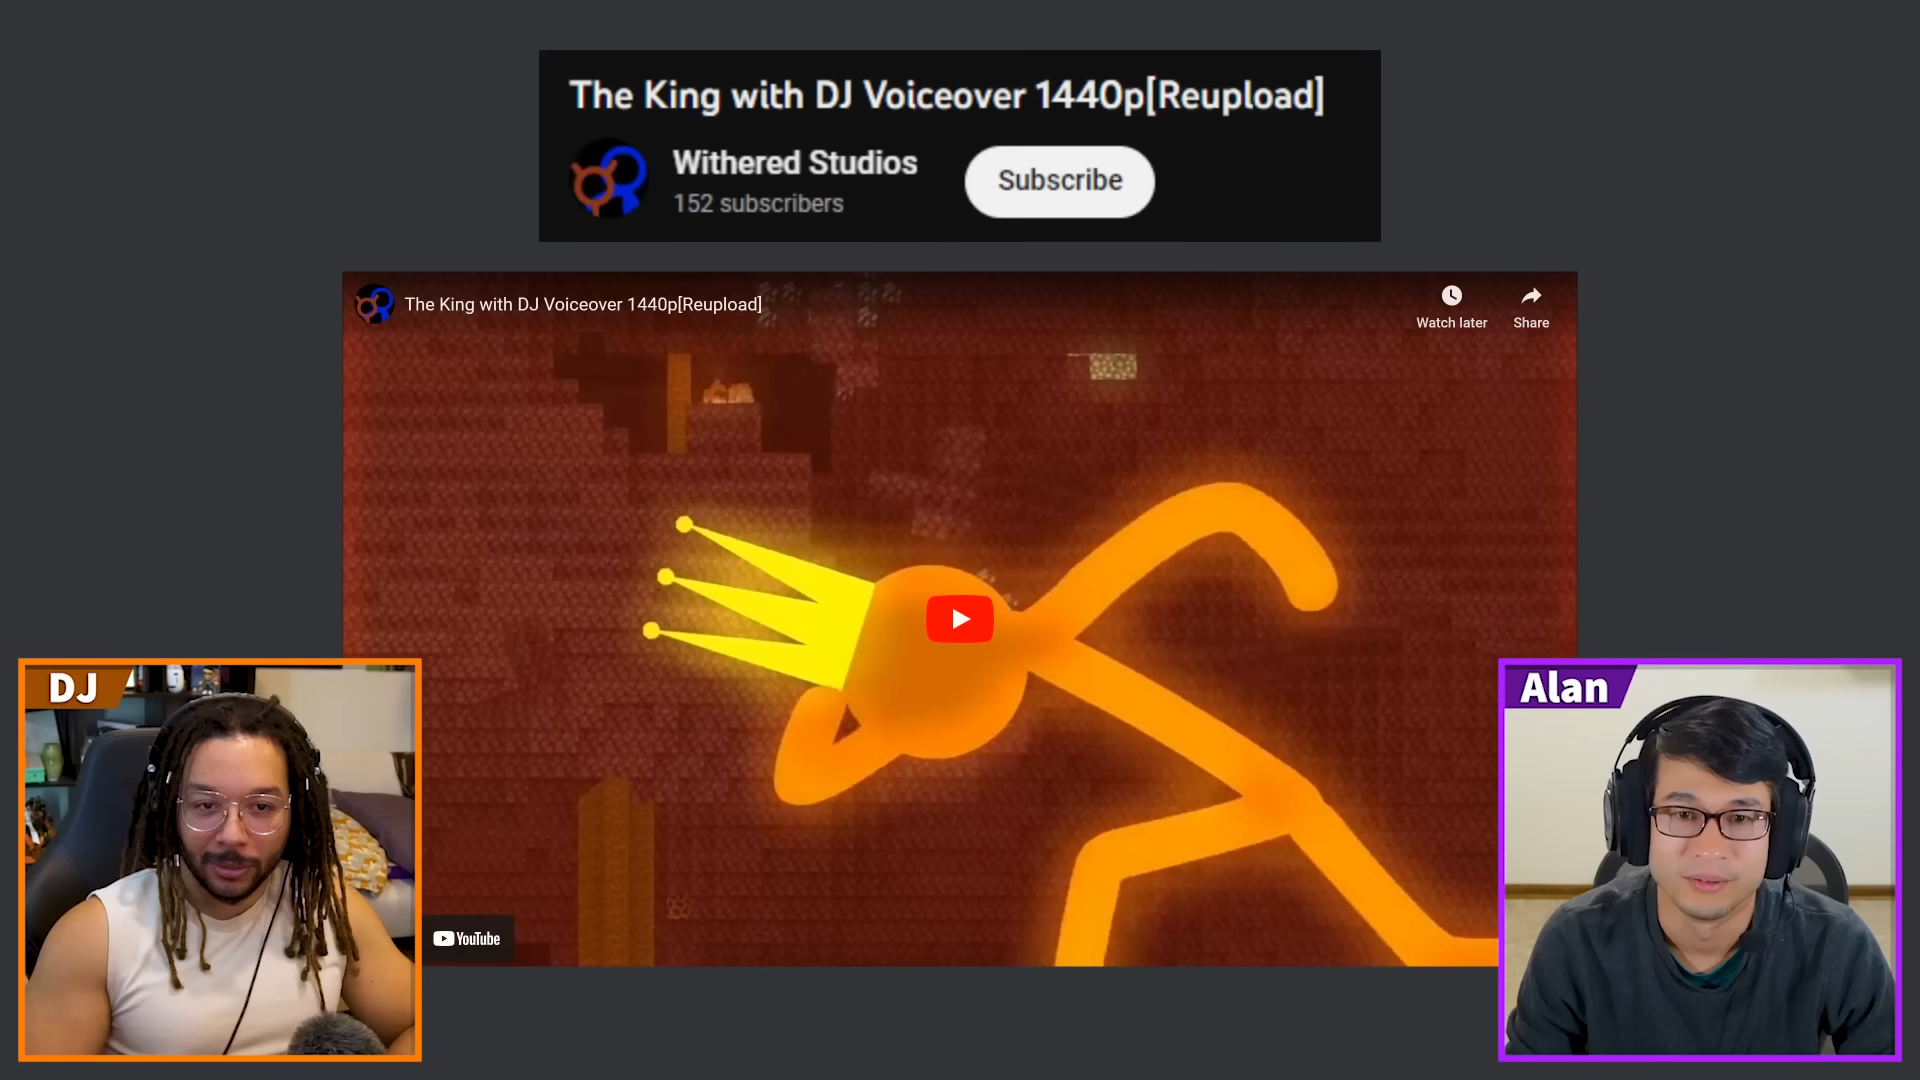 The King with DJ Voiceover 1440p[Reupload]
Withered Studios
152 subscribers
Subscribe
The King with DJ Voiceover 1440p[Reupload]
Watch later
Share
DJ
Alan
YouTube